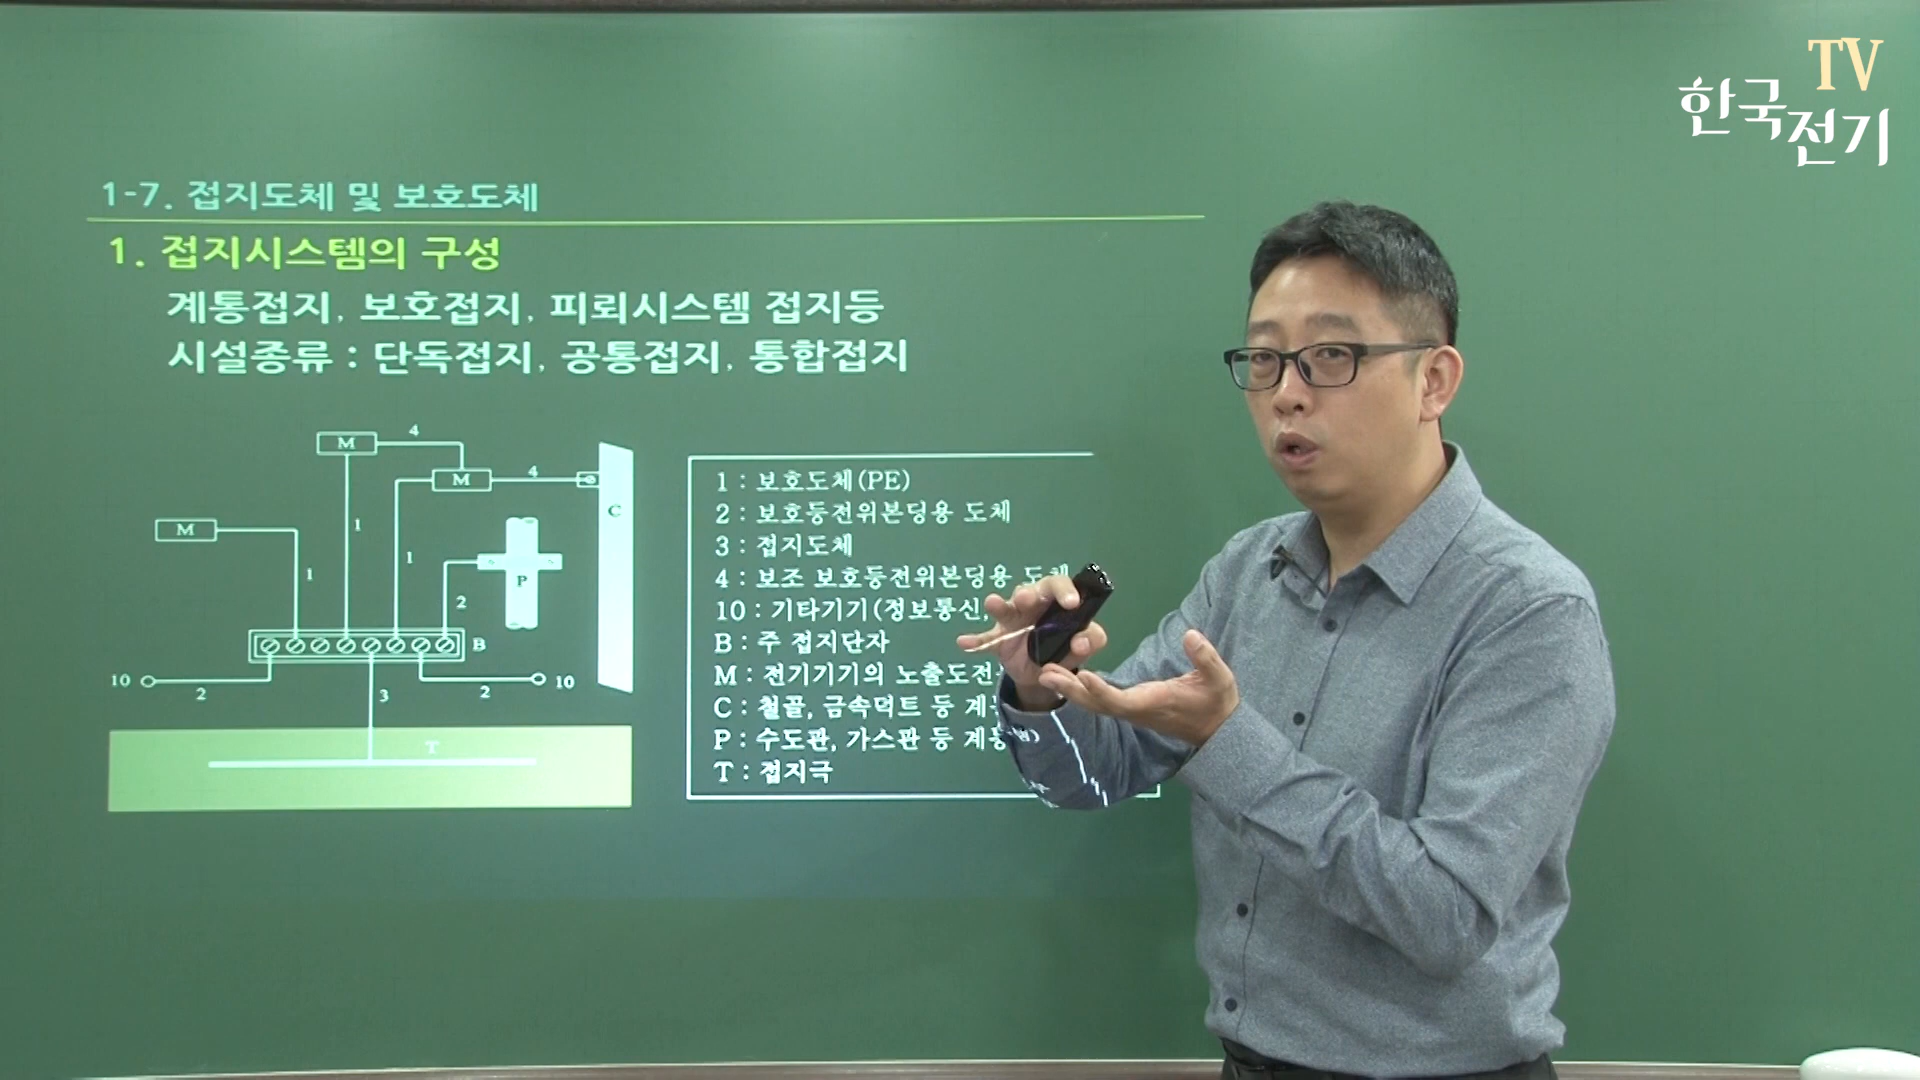 TV
한국전기
1-7. 접지도체 및 보호도체
1. 접지시스템의 구성
계통접지, 보호접지, 피뢰시스템 접지등
시설종류 : 단독접지, 공통접지, 통합접지
M
4
M
4
C
M
1
1
1
P
2
B
10
2
3
2
10
T
1 : 보호도체(PE)
2 : 보호등전위본딩용 도체
3 : 접지도체
4 : 보조 보호등전위본딩용 도체
10 : 기타기기(정보통신,
B : 주 접지단자
M : 전기기기의 노출도전
C : 철골, 금속덕트 등 계
P : 수도관, 가스관 등 계
T : 접지극